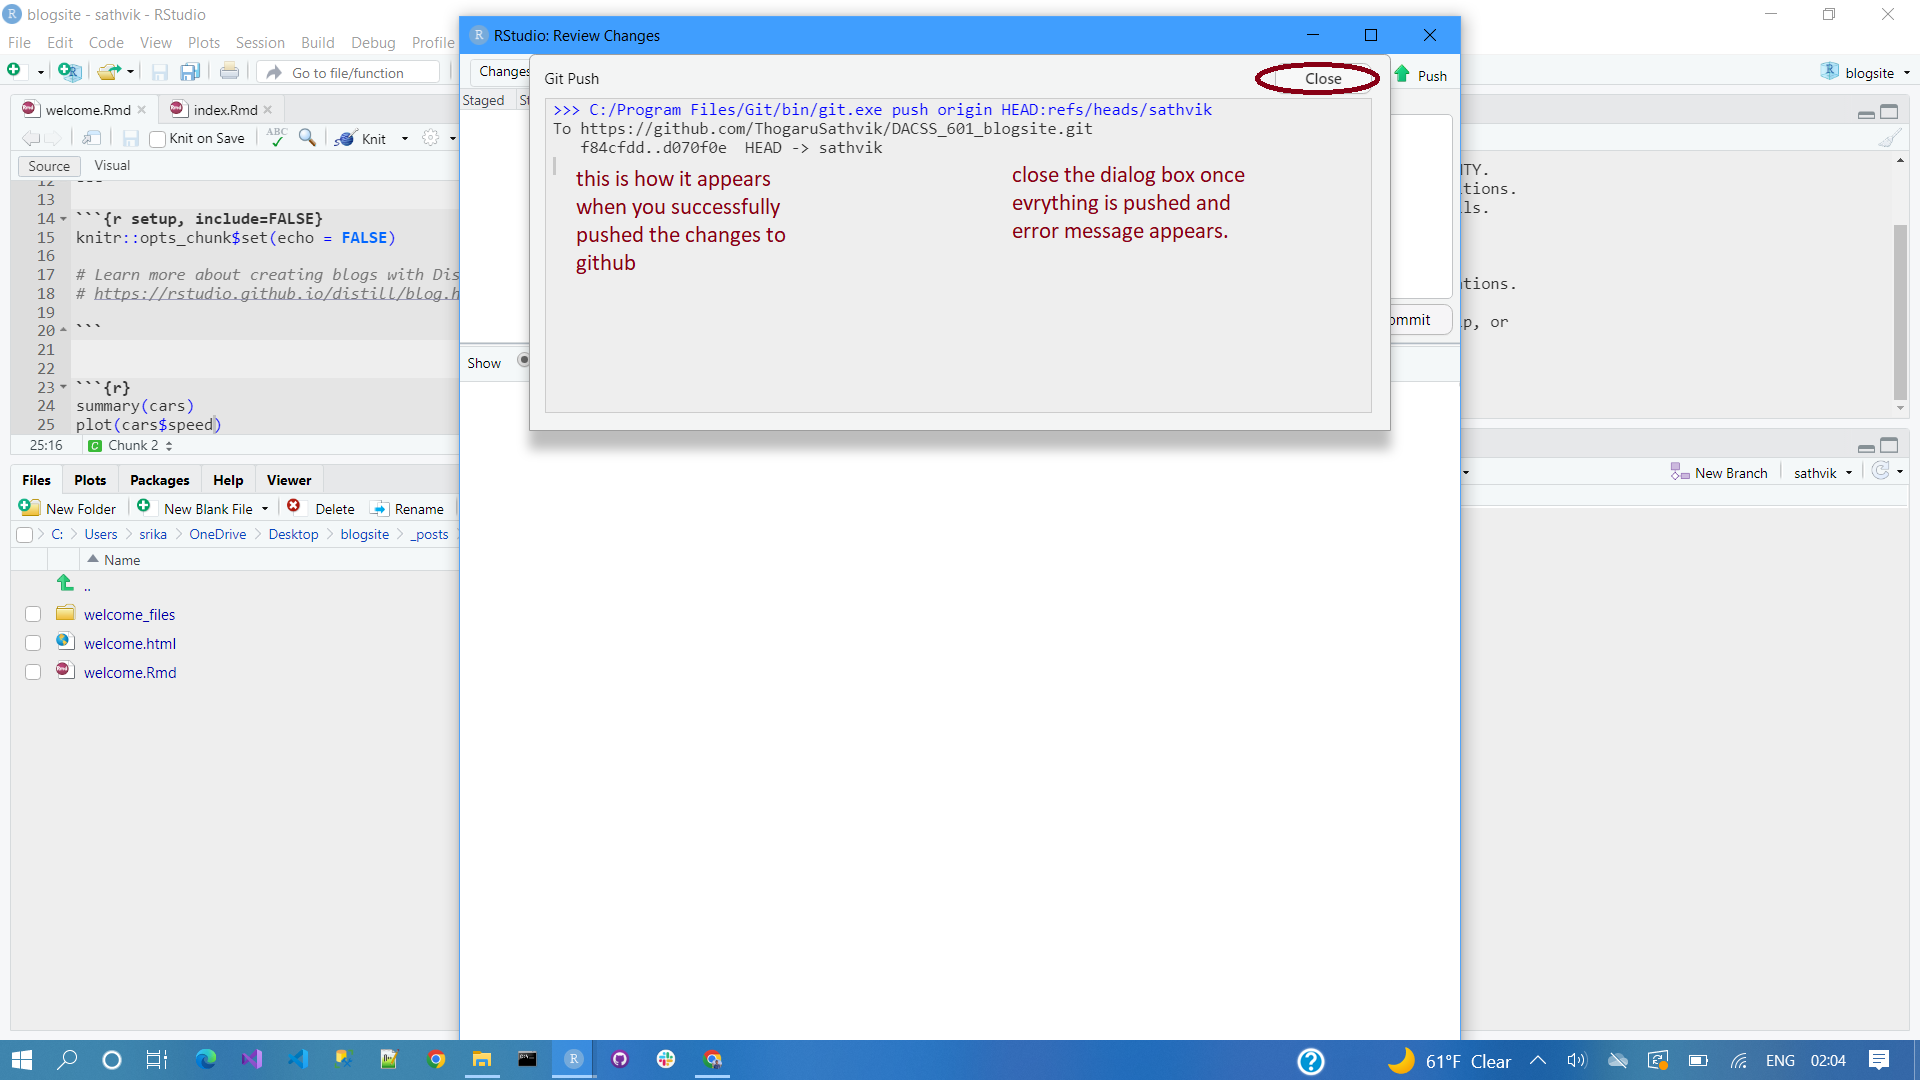 blogsite - sathvik - RStudio
File Edit Code View Plots Session Build Debug Profile
Go to file/function
blogsite
RStudio: Review Changes
Changes
Push
Git Push
Close
Staged
>>> C:/Program Files/Git/bin/git.exe push origin HEAD:refs/heads/sathvik
To https://github.com/ThogaruSathvik/DACSS_601_blogsite.git
f84cfdd..d070f0e HEAD -> sathvik
this is how it appears
when you successfully
pushed the changes to
github
close the dialog box once
evrything is pushed and
error message appears.
ommit
Show
welcome.Rmd
index.Rmd
Knit on Save
ABC
Knit
Source Visual
12 ---
13
14 ```{r setup, include=FALSE}
15 knitr::opts_chunk$set(echo = FALSE)
16
17 # Learn more about creating blogs with Dis
18 # https://rstudio.github.io/distill/blog.h
19
20 ```
21
22
23 ```{r}
24 summary(cars)
25 plot(cars$speed)
25:16 Chunk 2
TY.
tions.
ls.
tions.
p, or
New Branch
sathvik
Files Plots Packages Help Viewer
New Folder New Blank File Delete Rename
C: Users srika OneDrive Desktop blogsite _posts
Name
..
welcome_files
welcome.html
welcome.Rmd
61°F Clear
ENG 02:04